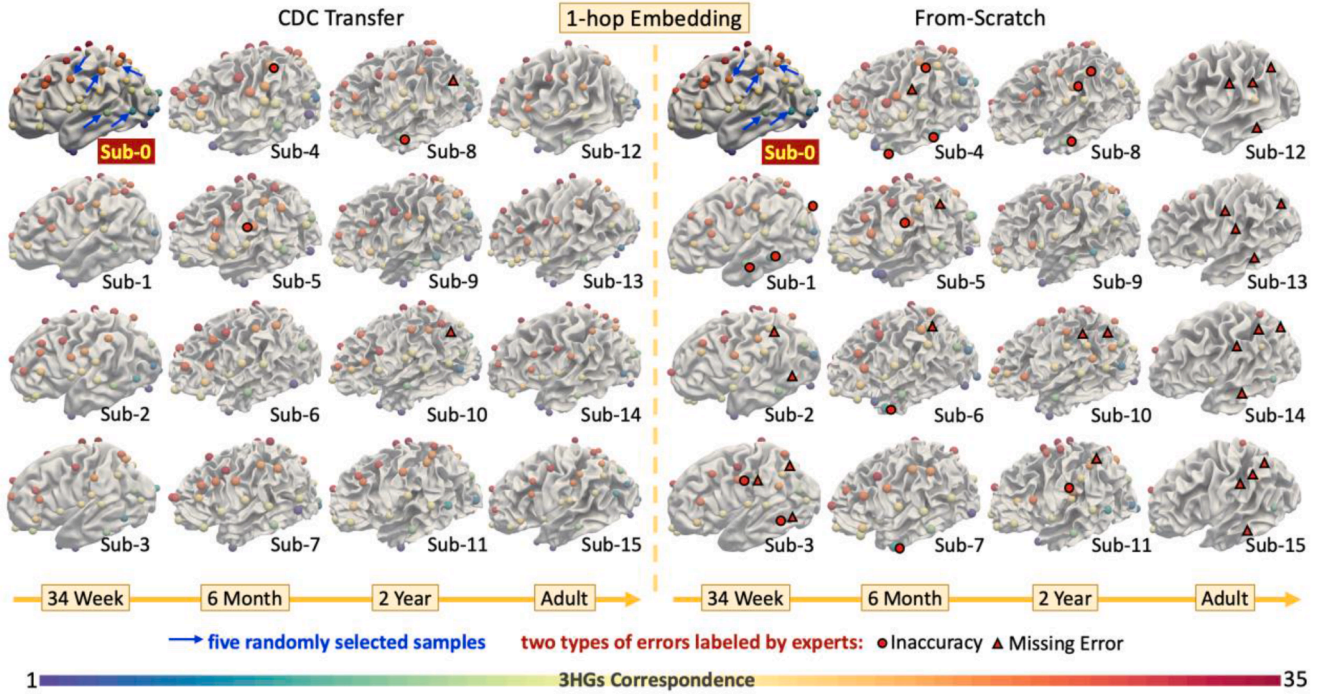 CDC Transfer 1-hop Embedding From-Scratch
Sub-0 Sub-4 Sub-8 Sub-12 Sub-0 Sub-4 Sub-8 Sub-12
Sub-1 Sub-5 Sub-9 Sub-13 Sub-1 Sub-5 Sub-9 Sub-13
Sub-2 Sub-6 Sub-10 Sub-14 Sub-2 Sub-6 Sub-10 Sub-14
Sub-3 Sub-7 Sub-11 Sub-15 Sub-3 Sub-7 Sub-11 Sub-15
34 Week 6 Month 2 Year Adult 34 Week 6 Month 2 Year Adult
five randomly selected samples two types of errors labeled by experts: Inaccuracy Missing Error
1 3HGs Correspondence 35